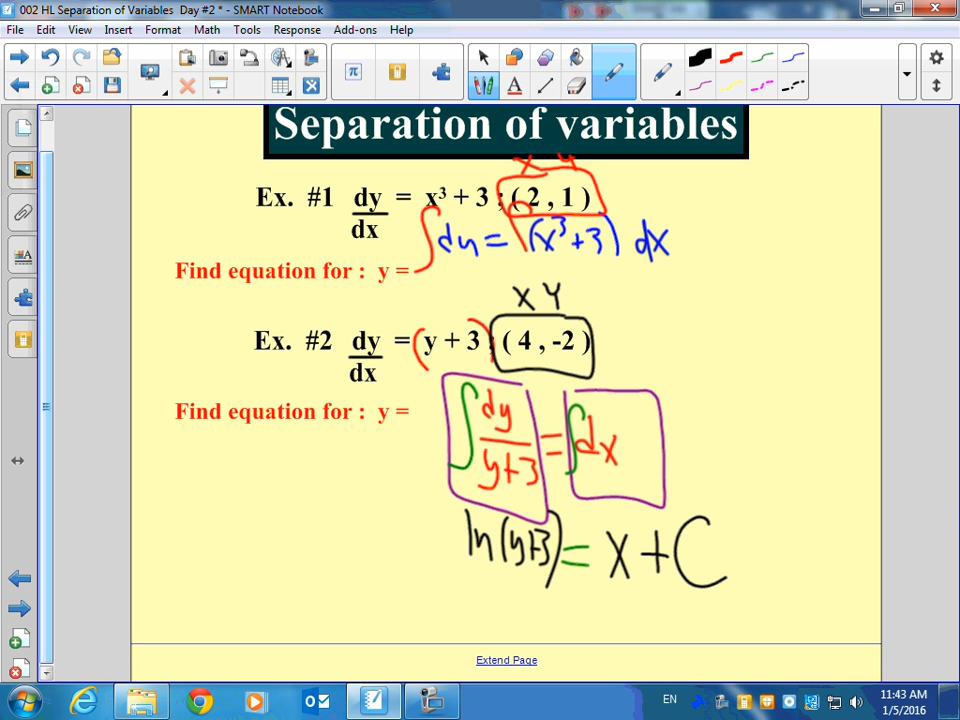 002 HL Separation of Variables Day #2 * - SMART Notebook
File Edit View Insert Format Math Tools Response Add-ons Help
Separation of variables
X Y
Ex. #1 dy = x³ + 3 ; ( 2 , 1 )
dx
∫dy = ∫(x³+3) dx
Find equation for : y =
X Y
Ex. #2 dy = y + 3 ; ( 4 , -2 )
dx
Find equation for : y =
∫ dy/y+3 = ∫dx
ln(y+3) = x + C
Extend Page
EN
11:43 AM
1/5/2016